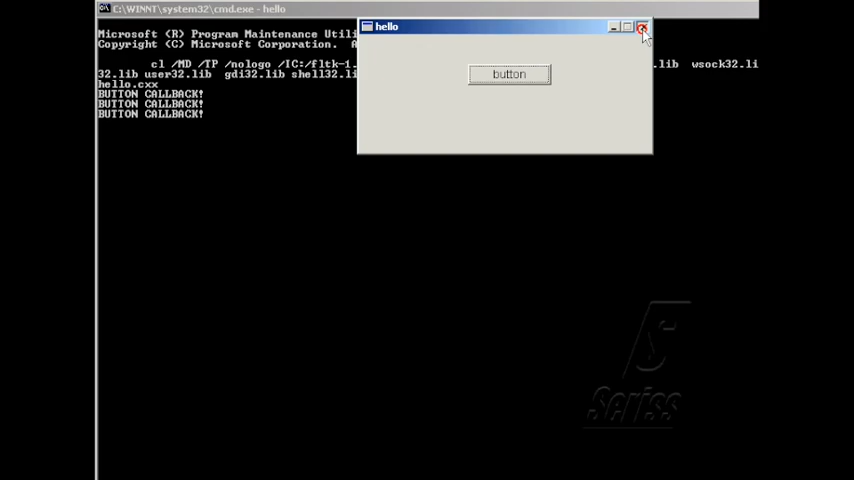 C:\WINNT\system32\cmd.exe - hello
hello
Microsoft (R) Program Maintenance Utili
Copyright (C) Microsoft Corporation. A
button
cl /MD /TP /nologo /IC:/fltk-1. .lib wsock32.li
32.lib user32.lib gdi32.lib shell32.li
hello.cxx
BUTTON CALLBACK!
BUTTON CALLBACK!
BUTTON CALLBACK!
S
Seriss